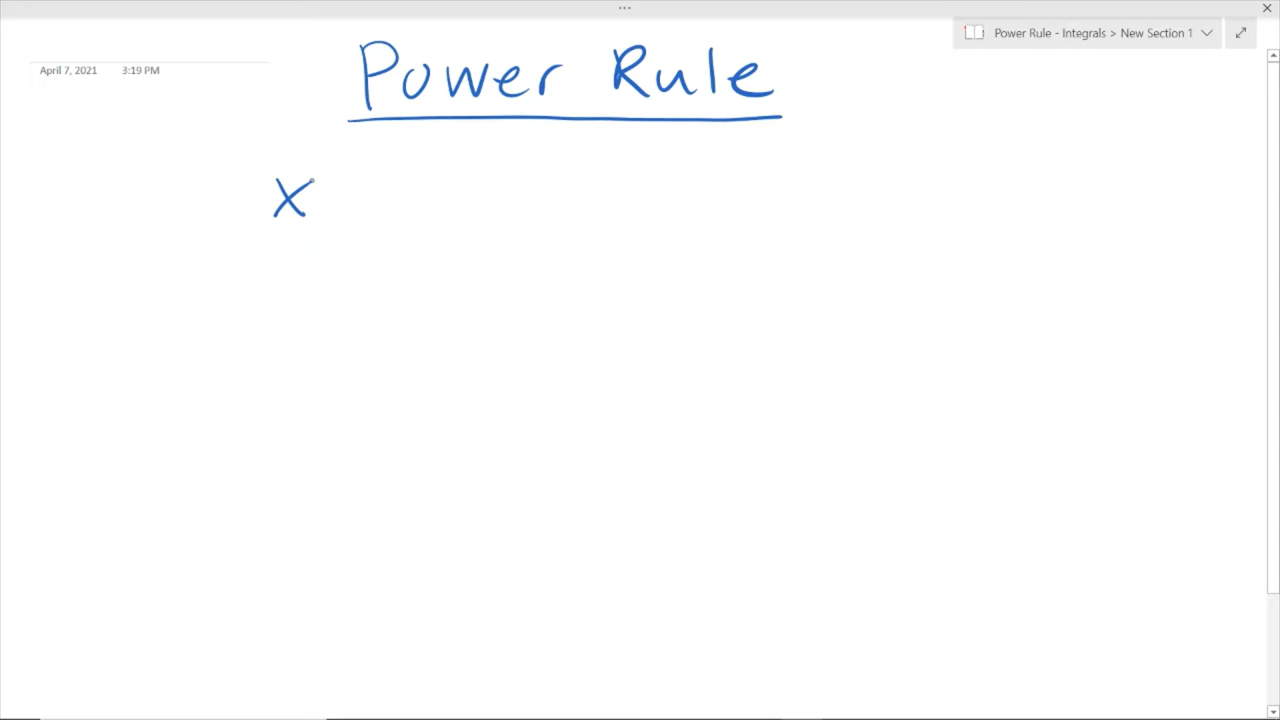 Power Rule - Integrals > New Section 1
Power Rule
April 7, 2021 3:19 PM
X